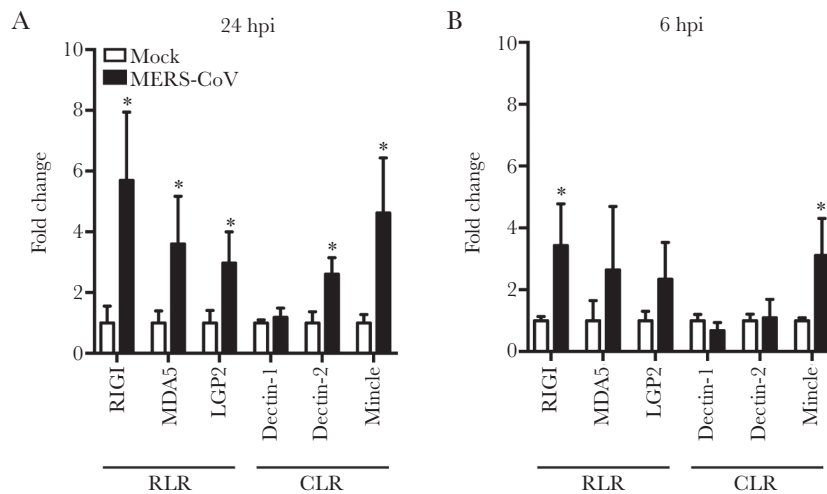 A
24 hpi
Mock
MERS-CoV
10
8
6
4
2
0
Fold change
*
*
*
*
*
RIGI
MDA5
LGP2
Dectin-1
Dectin-2
Mincle
RLR
CLR
B
6 hpi
10
8
6
4
2
0
Fold change
*
*
RIGI
MDA5
LGP2
Dectin-1
Dectin-2
Mincle
RLR
CLR